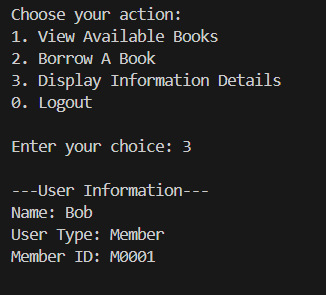 Choose your action:
1. View Available Books
2. Borrow A Book
3. Display Information Details
0. Logout
Enter your choice: 3
---User Information---
Name: Bob
User Type: Member
Member ID: M0001